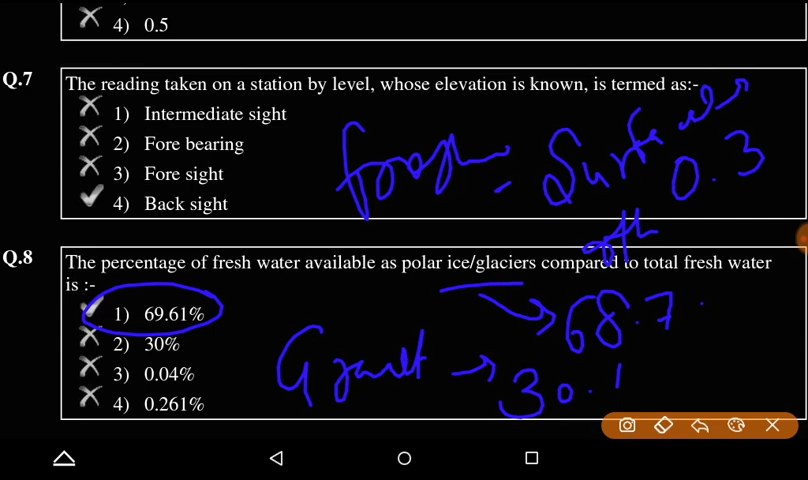 4) 0.5
Q.7
The reading taken on a station by level, whose elevation is known, is termed as:-
1) Intermediate sight
2) Fore bearing
3) Fore sight
4) Back sight
0.3
Q.8
The percentage of fresh water available as polar ice/glaciers compared to total fresh water
is :-
1) 69.61%
68.7
2) 30%
3) 0.04%
30.1
4) 0.261%